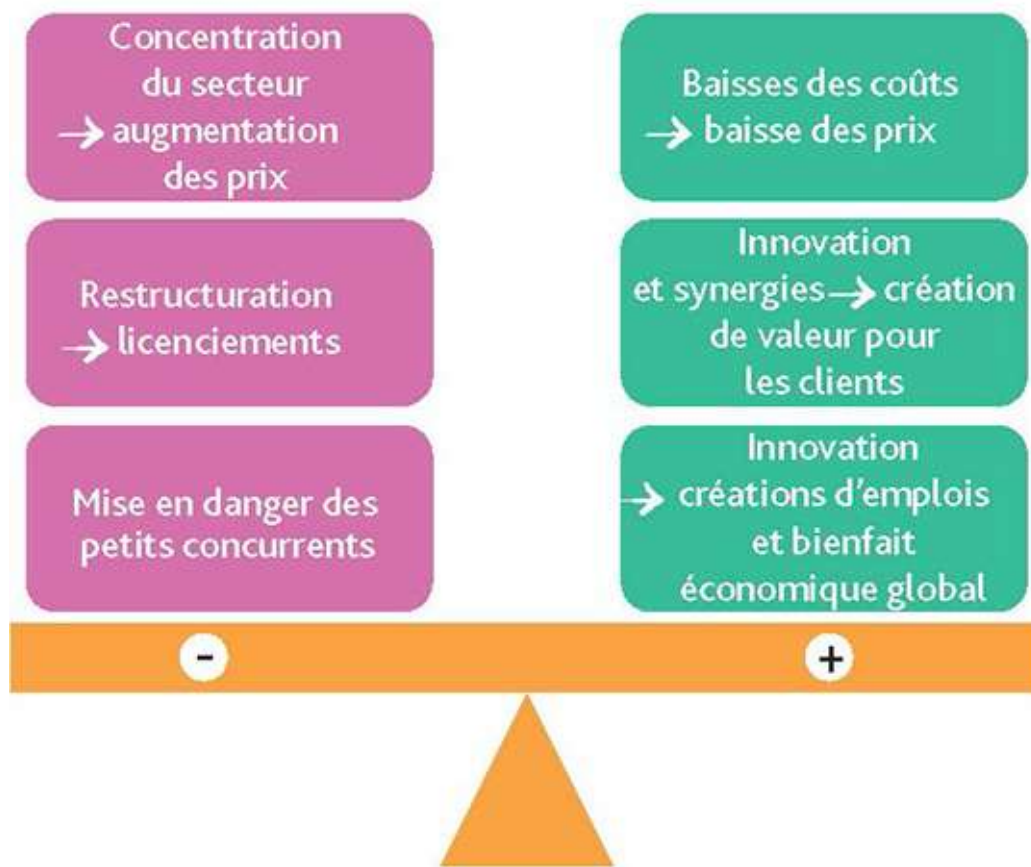 Concentration
du secteur
→ augmentation
des prix
Restructuration
→ licenciements
Mise en danger des
petits concurrents
-
Baisses des coûts
→ baisse des prix
Innovation
et synergies → création
de valeur pour
les clients
Innovation
→ créations d'emplois
et bienfait
économique global
+